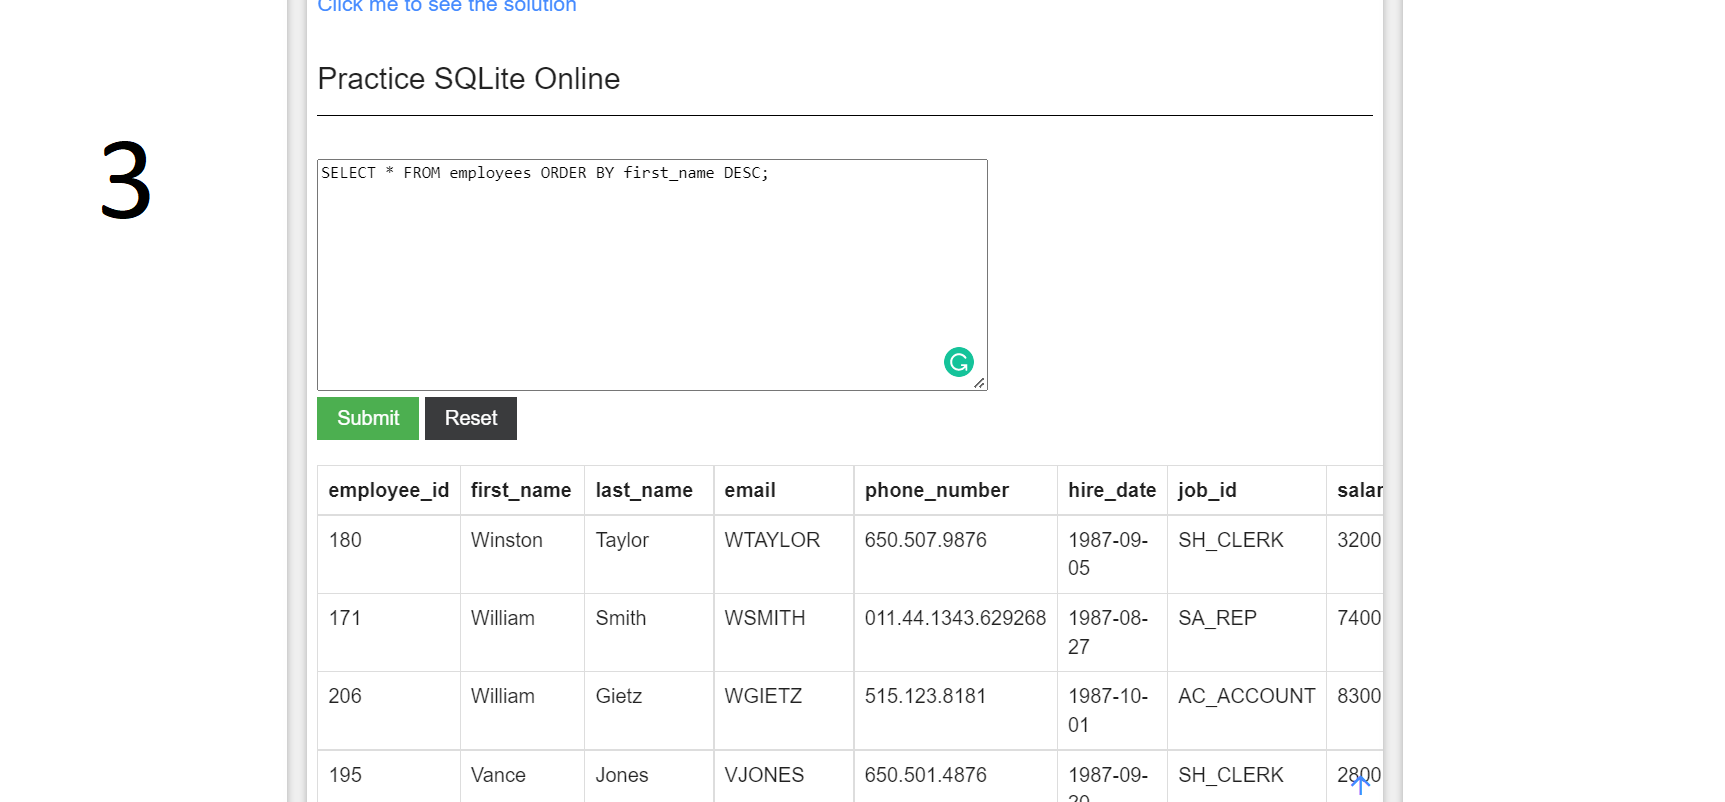 Click me to see the solution
Practice SQLite Online
3
SELECT * FROM employees ORDER BY first_name DESC;
Submit Reset
employee_id first_name last_name email phone_number hire_date job_id salar
180 Winston Taylor WTAYLOR 650.507.9876 1987-09-05 SH_CLERK 3200
171 William Smith WSMITH 011.44.1343.629268 1987-08-27 SA_REP 7400
206 William Gietz WGIETZ 515.123.8181 1987-10-01 AC_ACCOUNT 8300
195 Vance Jones VJONES 650.501.4876 1987-09- SH_CLERK 2800